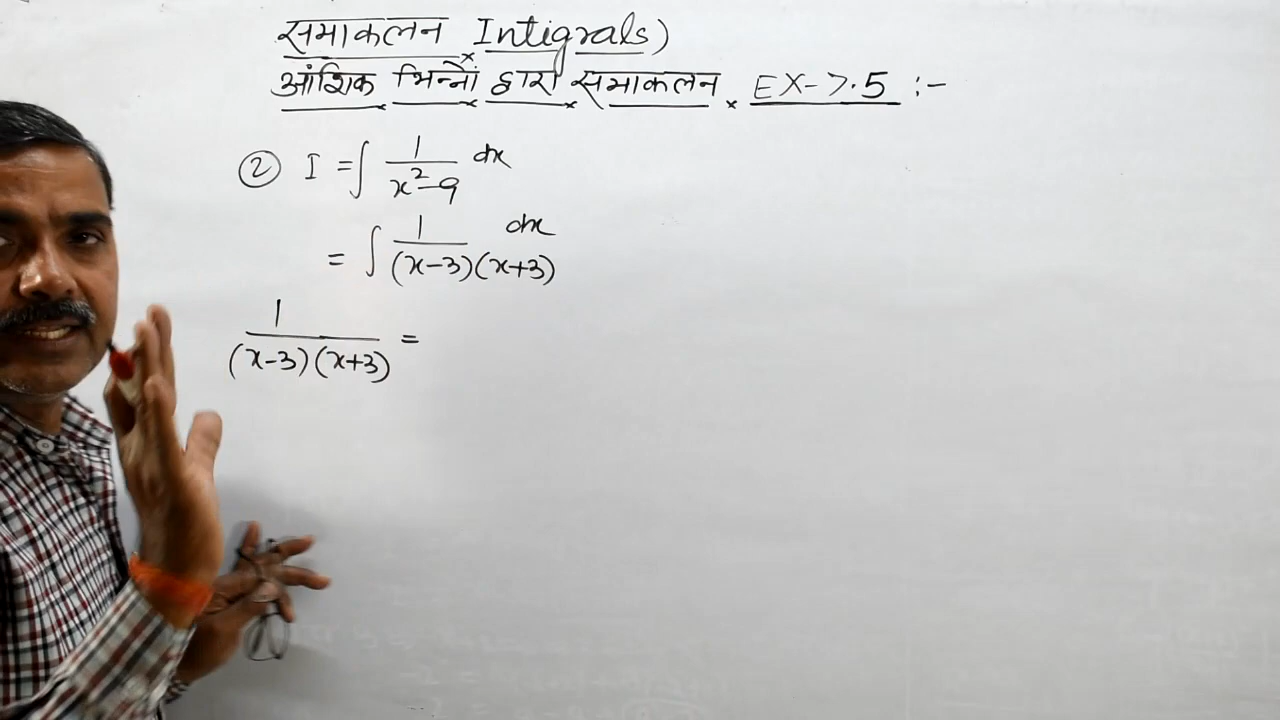 समाकलन Intigrals)
आंशिक भिन्नों द्वारा समाकलन EX-7.5 :-
② I = ∫ 1/(x²-9) dx
= ∫ 1/((x-3)(x+3)) dx
1/((x-3)(x+3)) =